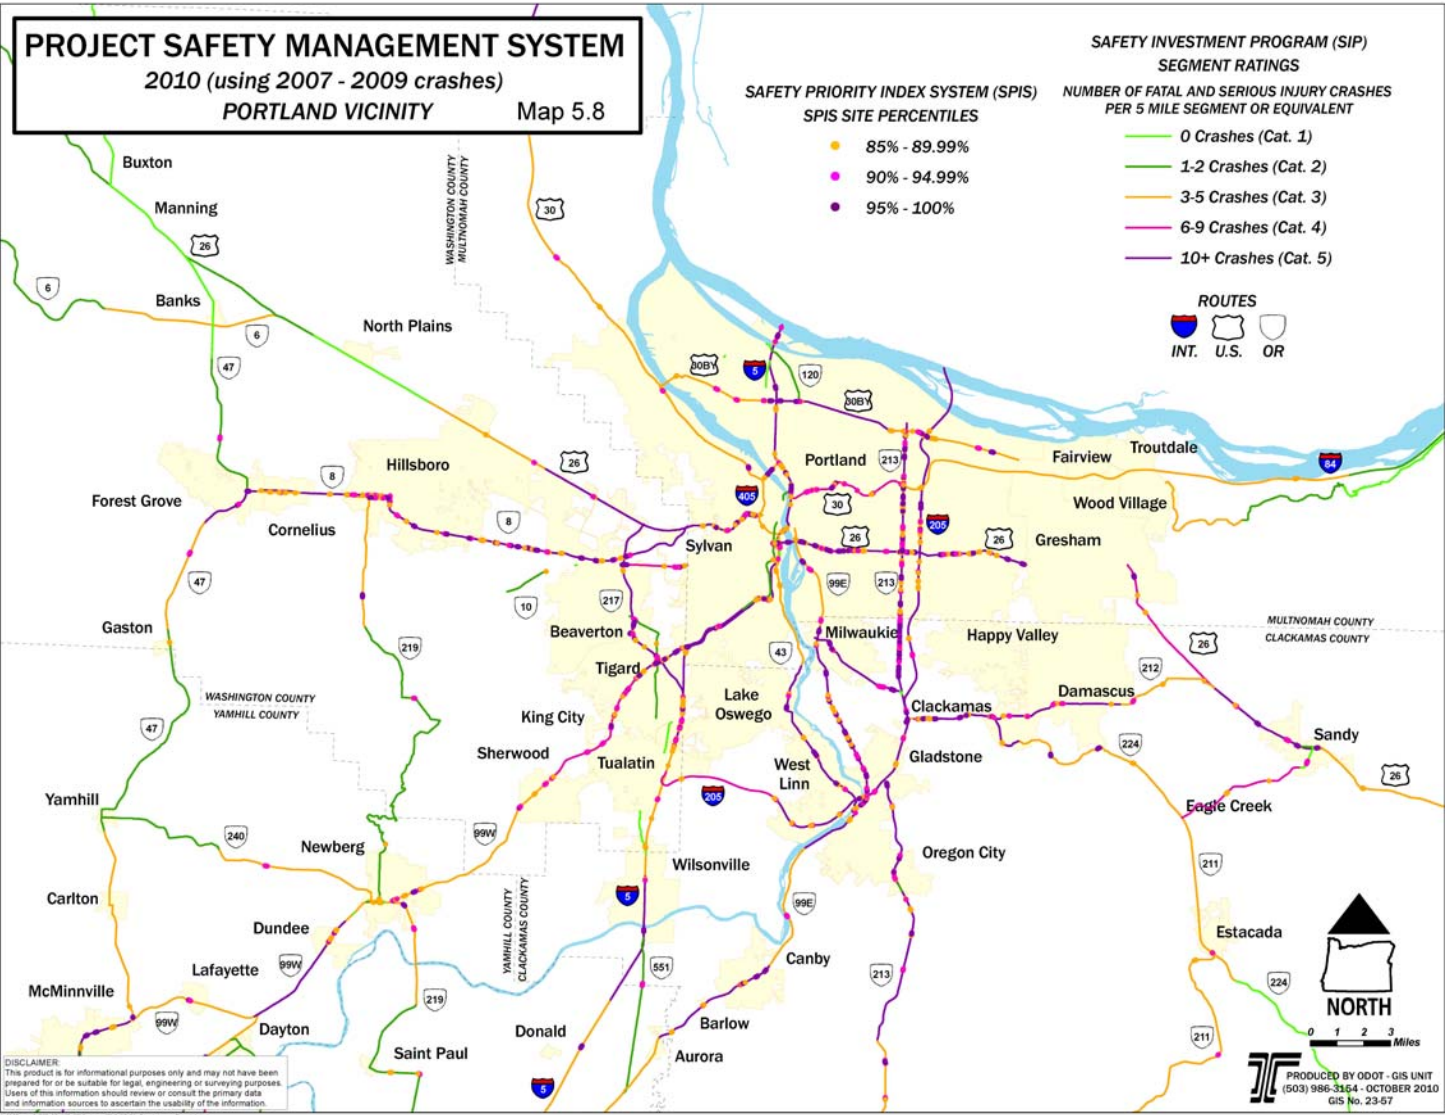 PROJECT SAFETY MANAGEMENT SYSTEM
2010 (using 2007 - 2009 crashes)
PORTLAND VICINITY Map 5.8
SAFETY PRIORITY INDEX SYSTEM (SPIS)
SPIS SITE PERCENTILES
85% - 89.99%
90% - 94.99%
95% - 100%
SAFETY INVESTMENT PROGRAM (SIP)
SEGMENT RATINGS
NUMBER OF FATAL AND SERIOUS INJURY CRASHES
PER 5 MILE SEGMENT OR EQUIVALENT
0 Crashes (Cat. 1)
1-2 Crashes (Cat. 2)
3-5 Crashes (Cat. 3)
6-9 Crashes (Cat. 4)
10+ Crashes (Cat. 5)
ROUTES
INT. U.S. OR
Buxton
Manning
26
WASHINGTON COUNTY
MULTNOMAH COUNTY
30
6
Banks
6
North Plains
47
30BY
5
120
30BY
Hillsboro
8
26
Portland
213
Fairview
Troutdale
84
Forest Grove
Cornelius
8
405
30
Wood Village
205
Sylvan
26
26
Gresham
47
10
217
99E
213
Gaston
219
Beaverton
43
Milwaukie
Happy Valley
MULTNOMAH COUNTY
CLACKAMAS COUNTY
26
Tigard
212
WASHINGTON COUNTY
YAMHILL COUNTY
Lake
Oswego
Damascus
47
King City
Clackamas
Sherwood
Tualatin
West
Linn
Gladstone
224
Sandy
26
Yamhill
205
Eagle Creek
240
Newberg
99W
Wilsonville
Oregon City
211
Carlton
5
YAMHILL COUNTY
CLACKAMAS COUNTY
99E
Dundee
Estacada
Lafayette
99W
551
Canby
213
224
McMinnville
219
99W
Dayton
Donald
Barlow
211
Saint Paul
Aurora
5
NORTH
0 1 2 3
Miles
DISCLAIMER:
This product is for informational purposes only and may not have been
prepared for or be suitable for legal, engineering or surveying purposes.
Users of this information should review or consult the primary data
and information sources to ascertain the usability of the information.
PRODUCED BY ODOT - GIS UNIT
(503) 986-3154 - OCTOBER 2010
GIS No. 23-57